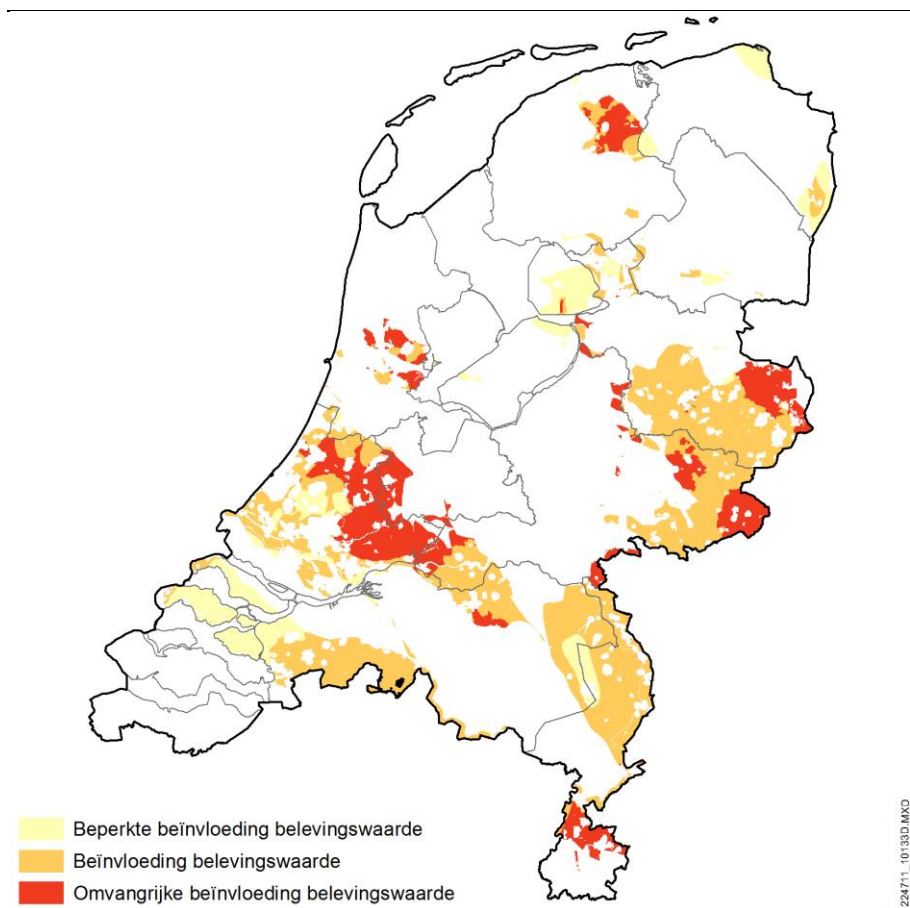 Beperkte beïnvloeding belevingswaarde
Beïnvloeding belevingswaarde
Omvangrijke beïnvloeding belevingswaarde
224711_10133D.MXD